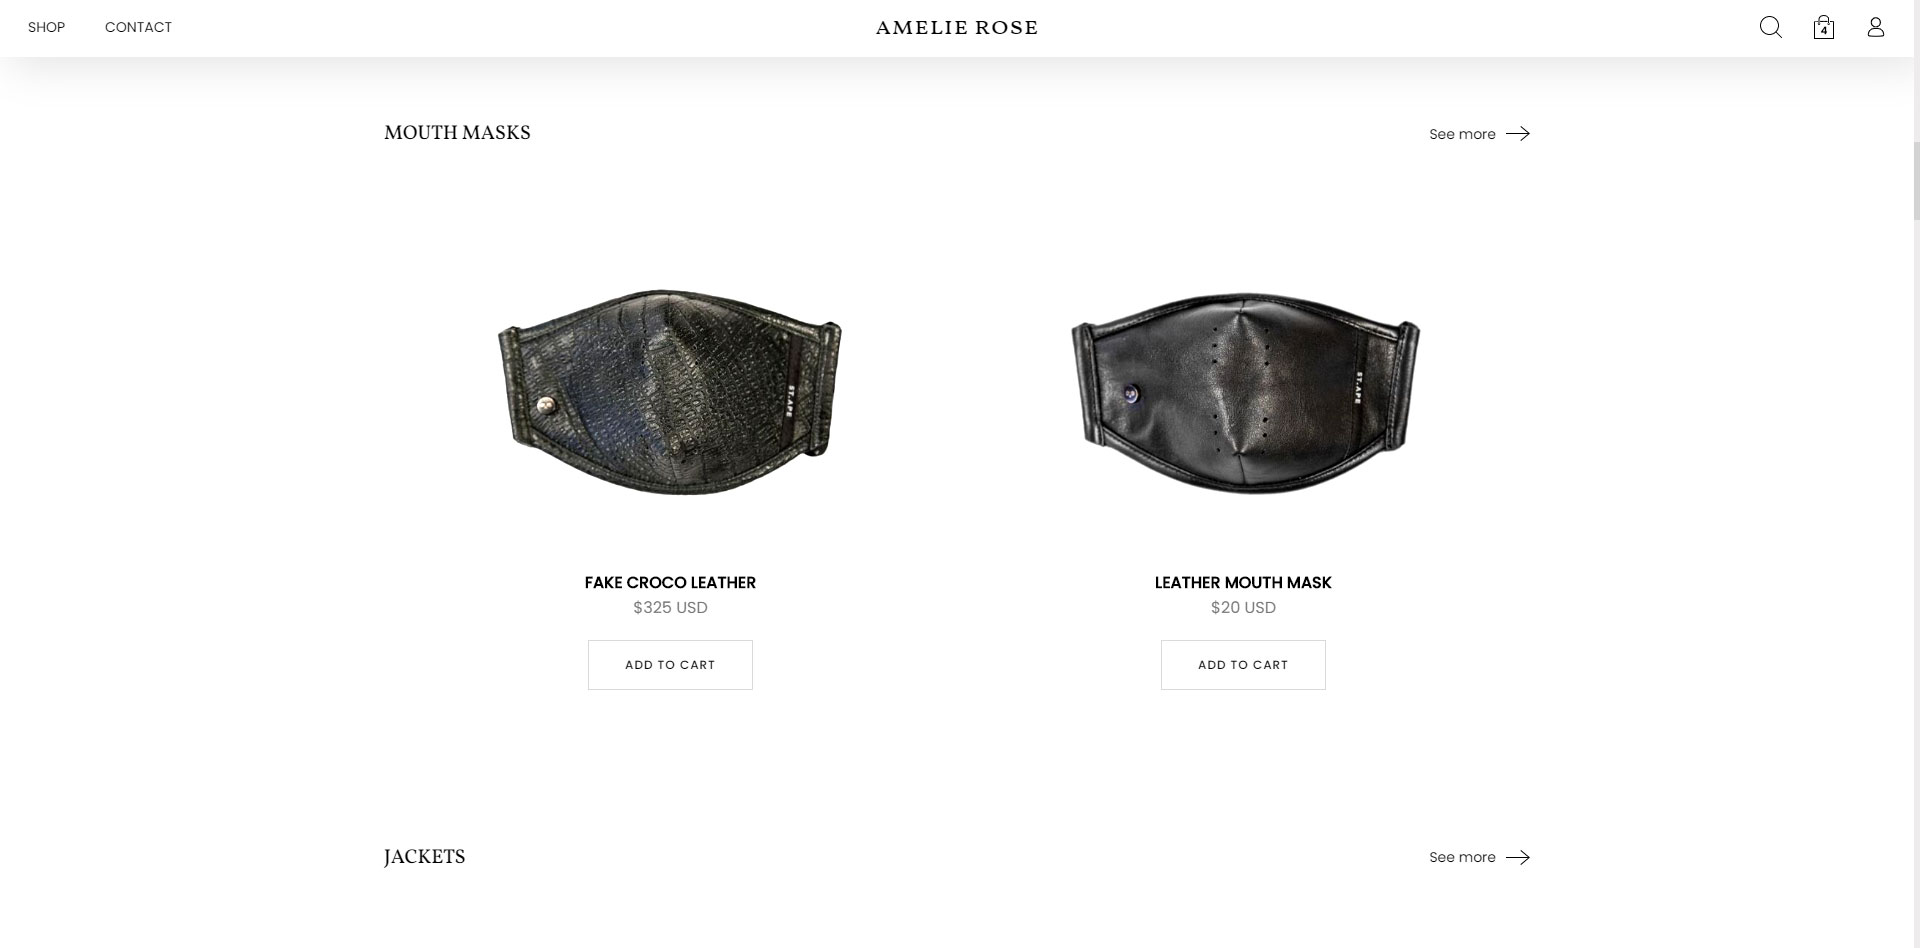 SHOP
CONTACT
AMELIE ROSE
4
MOUTH MASKS
See more
ST.APE
ST.APE
FAKE CROCO LEATHER
$325 USD
ADD TO CART
LEATHER MOUTH MASK
$20 USD
ADD TO CART
JACKETS
See more